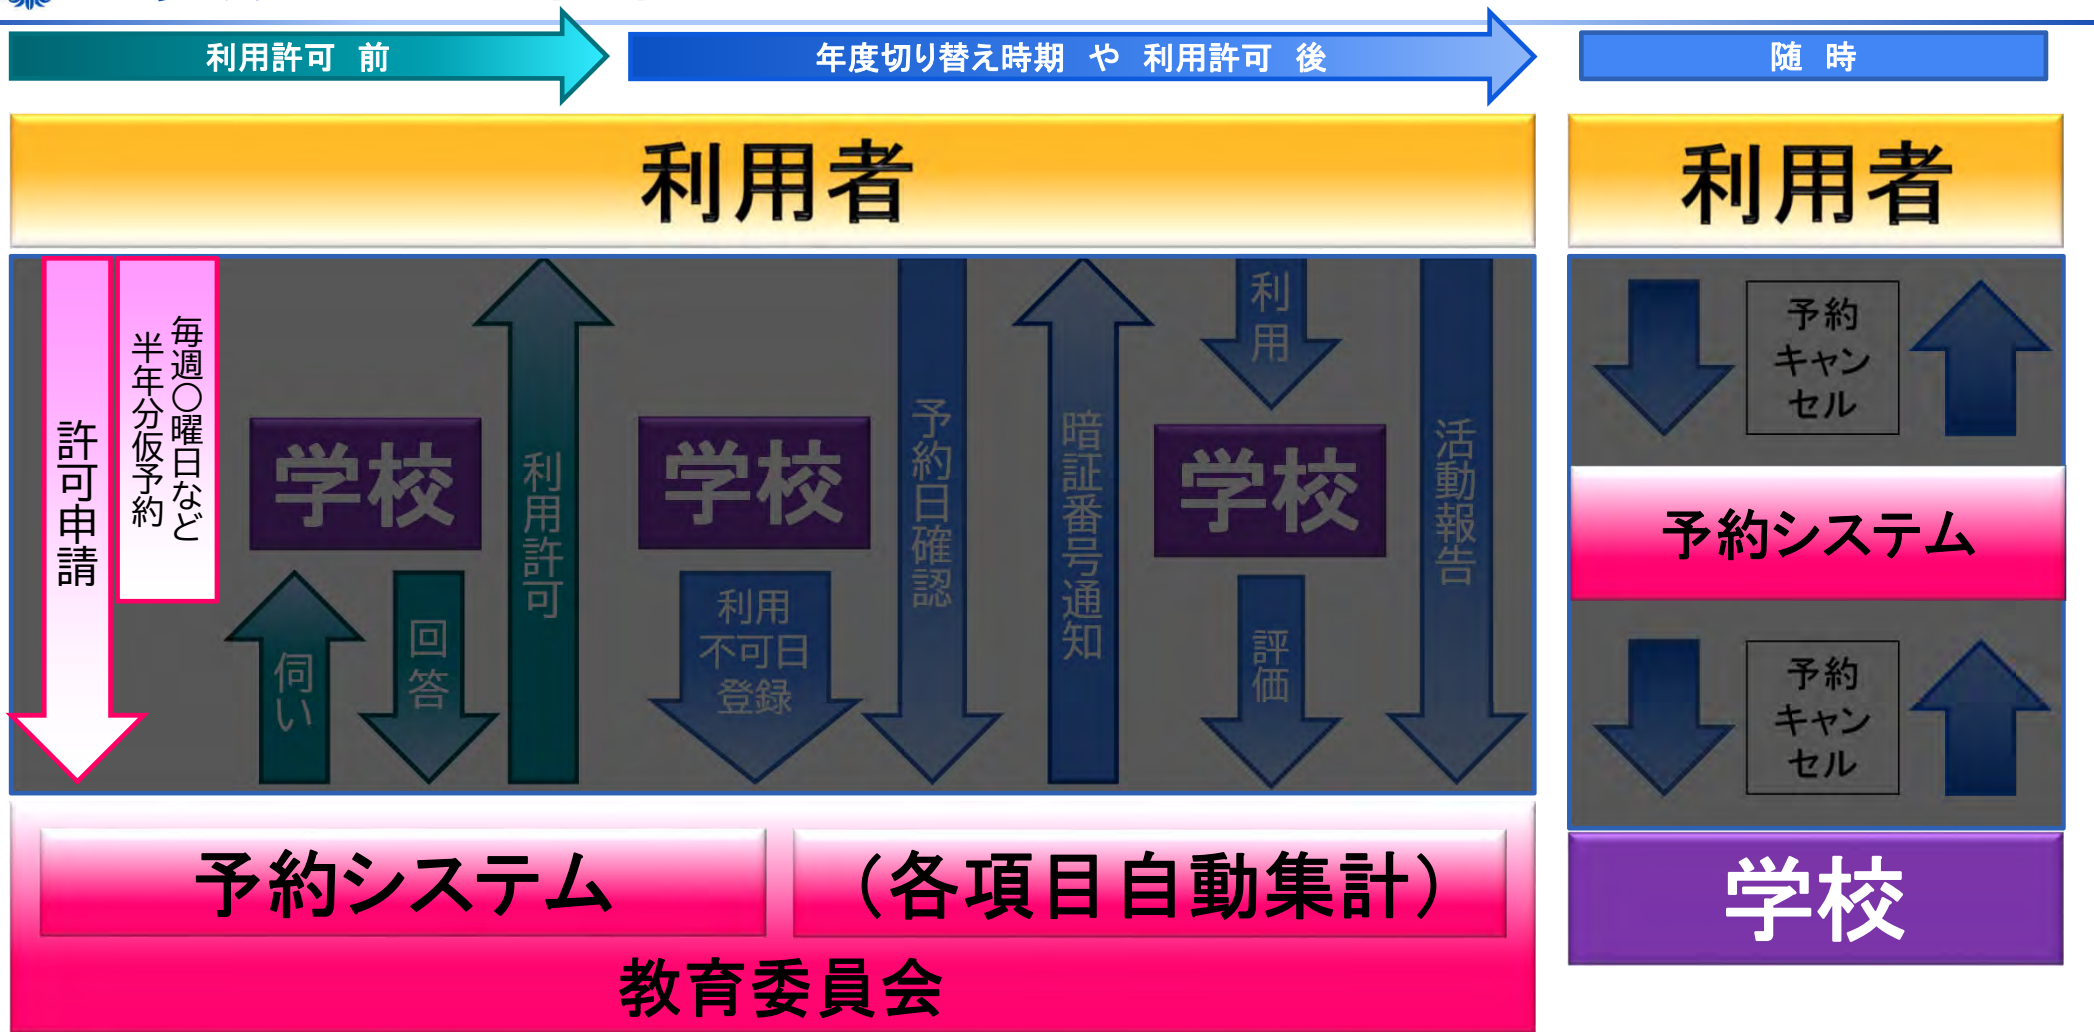 利用許可 前
年度切り替え時期 や 利用許可 後
随 時
利用者
利用者
許可申請
毎週〇曜日など
半年分仮予約
学校
伺い
回答
利用許可
学校
利用
不可日
登録
予約日確認
暗証番号通知
利用
学校
評価
活動報告
予約
キャン
セル
予約システム
予約
キャン
セル
学校
予約システム
（各項目自動集計）
教育委員会